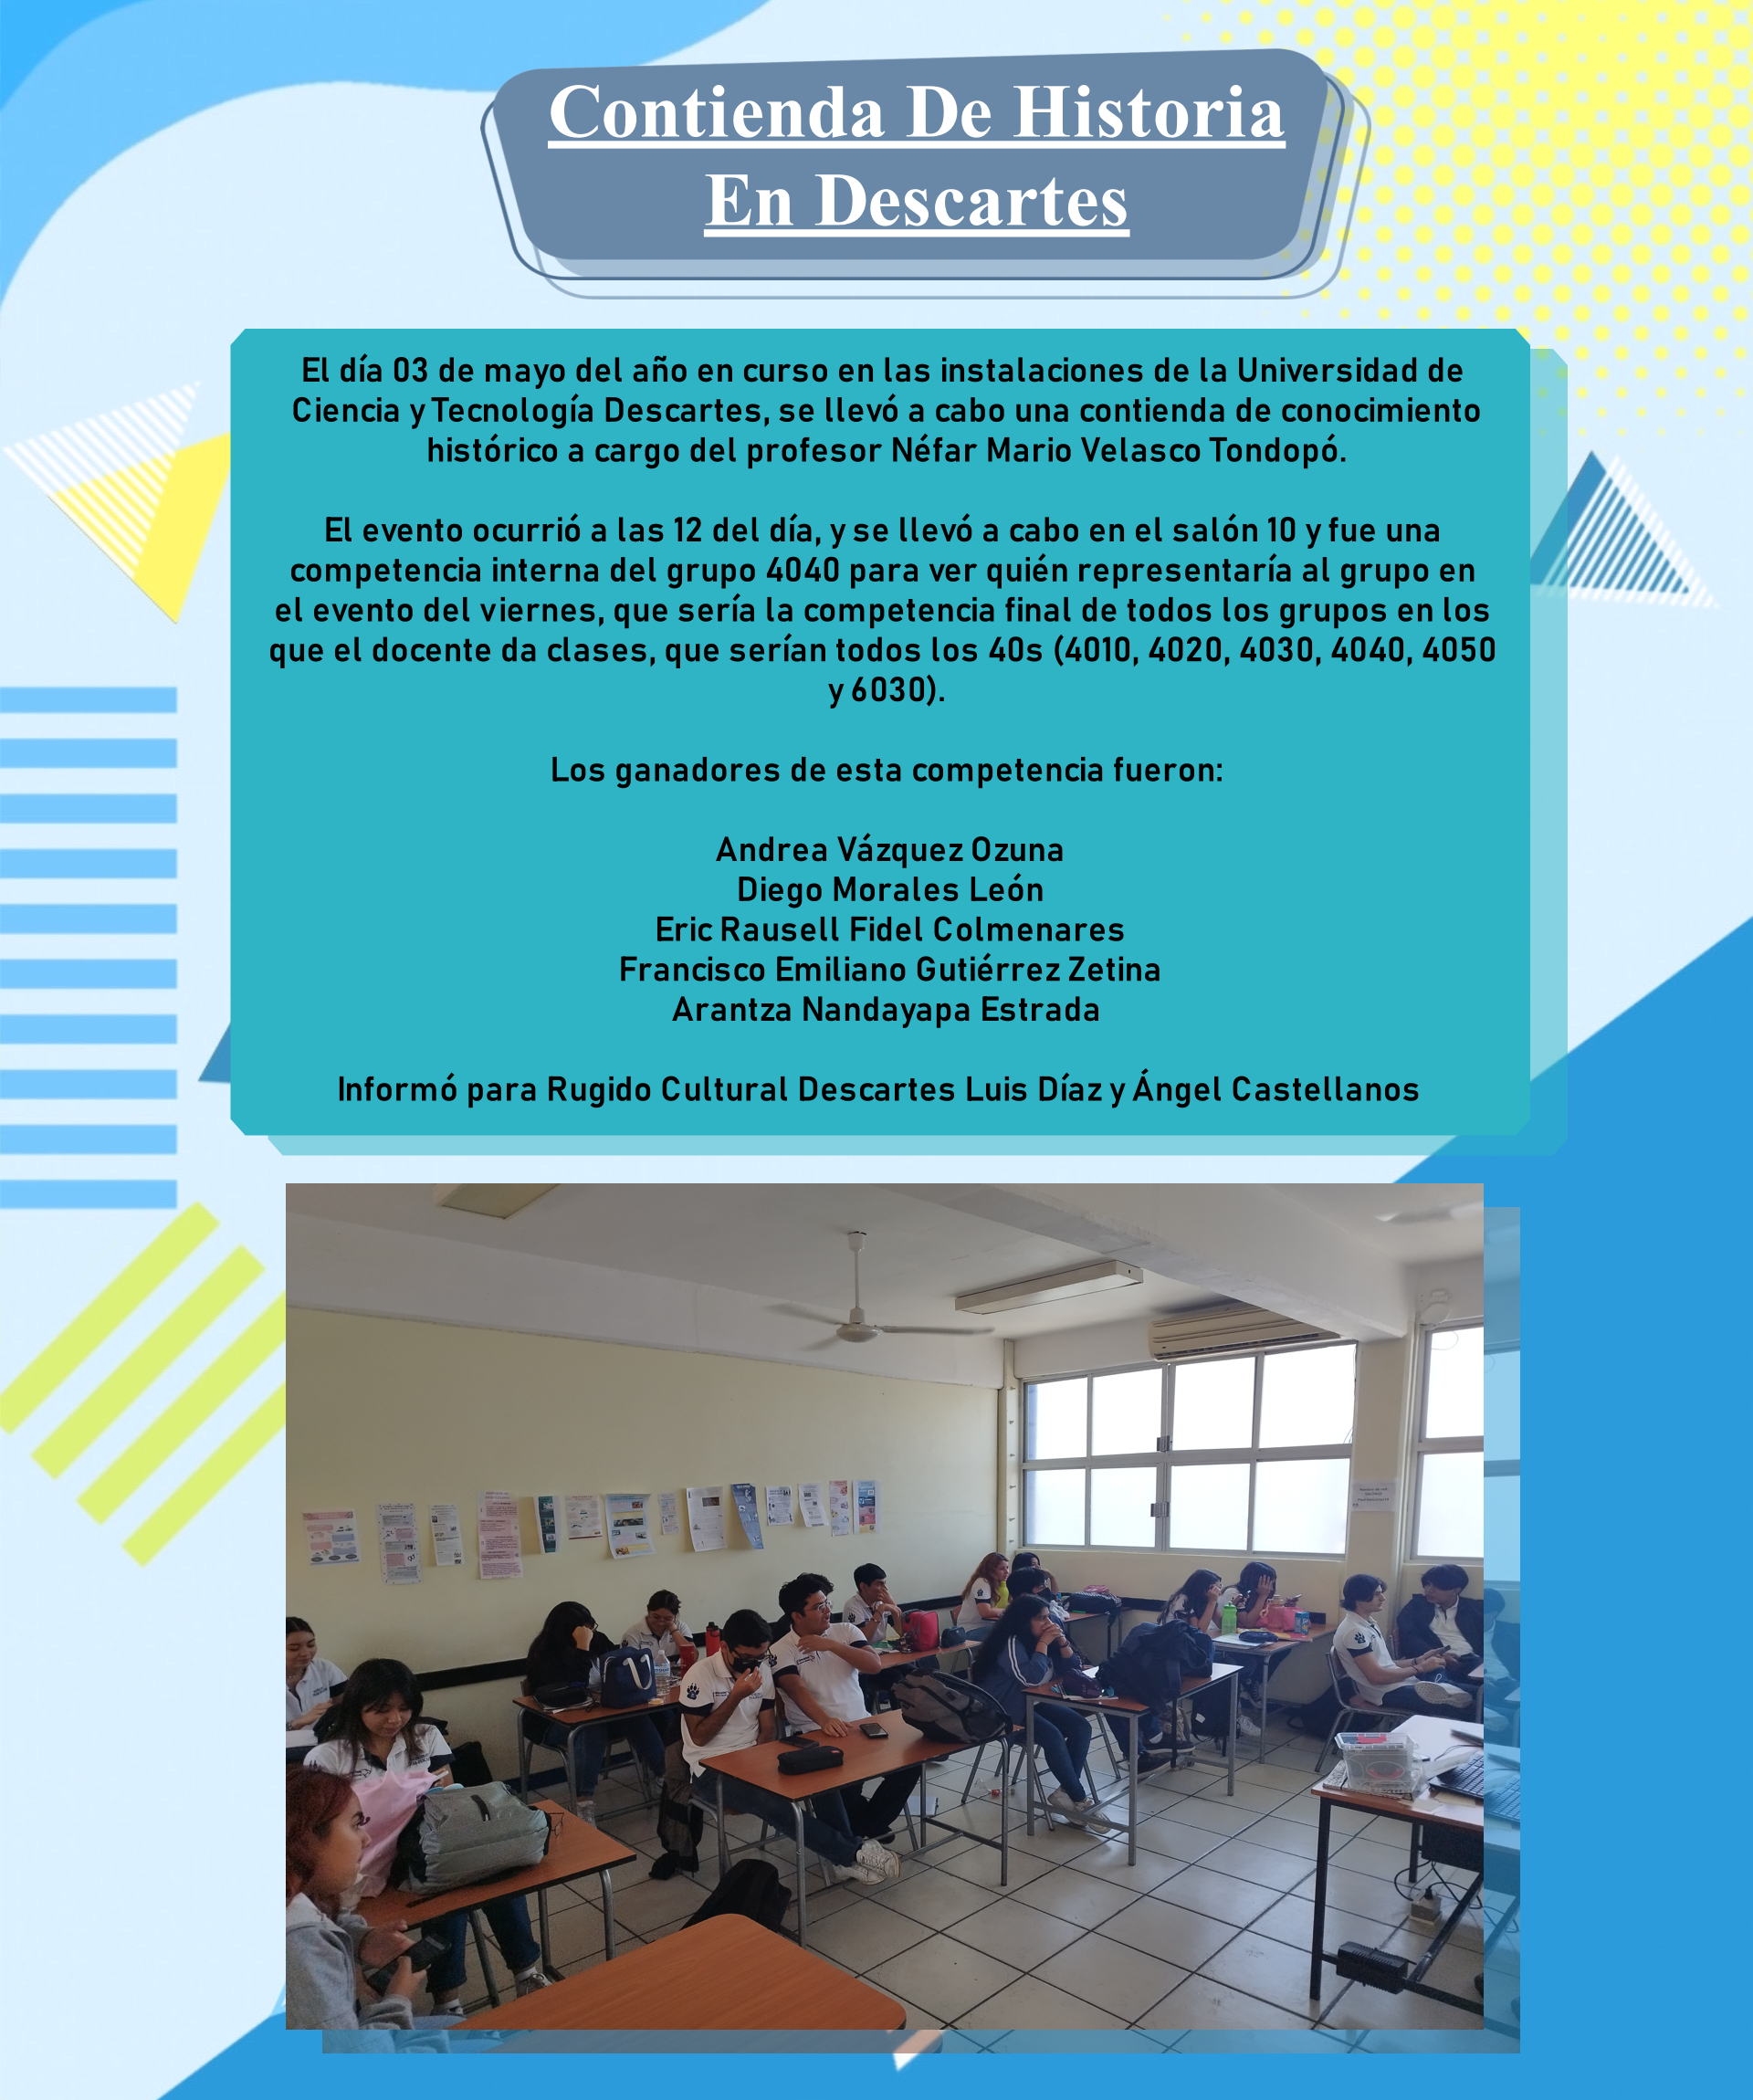 Contienda De Historia
En Descartes
El día 03 de mayo del año en curso en las instalaciones de la Universidad de
Ciencia y Tecnología Descartes, se llevó a cabo una contienda de conocimiento
histórico a cargo del profesor Néfar Mario Velasco Tondopó.
El evento ocurrió a las 12 del día, y se llevó a cabo en el salón 10 y fue una
competencia interna del grupo 4040 para ver quién representaría al grupo en
el evento del viernes, que sería la competencia final de todos los grupos en los
que el docente da clases, que serían todos los 40s (4010, 4020, 4030, 4040, 4050
y 6030).
Los ganadores de esta competencia fueron:
Andrea Vázquez Ozuna
Diego Morales León
Eric Rausell Fidel Colmenares
Francisco Emiliano Gutiérrez Zetina
Arantza Nandayapa Estrada
Informó para Rugido Cultural Descartes Luis Díaz y Ángel Castellanos